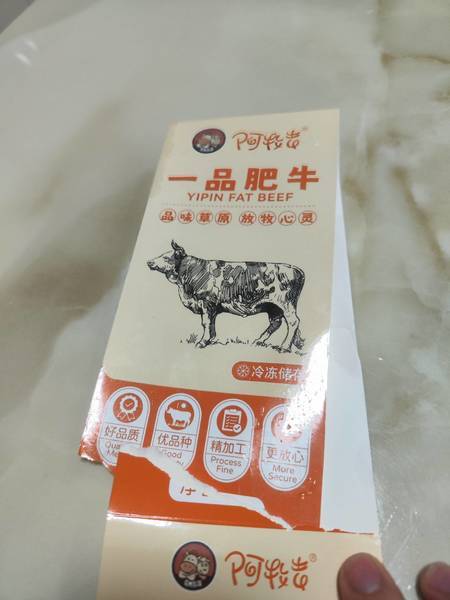 阿牧吉®
一品肥牛
YIPIN FAT BEEF
品味草原 放牧心灵
冷冻储存
好品质 优品种 精加工 更放心
Good Process More
Fine Secure
阿牧吉®